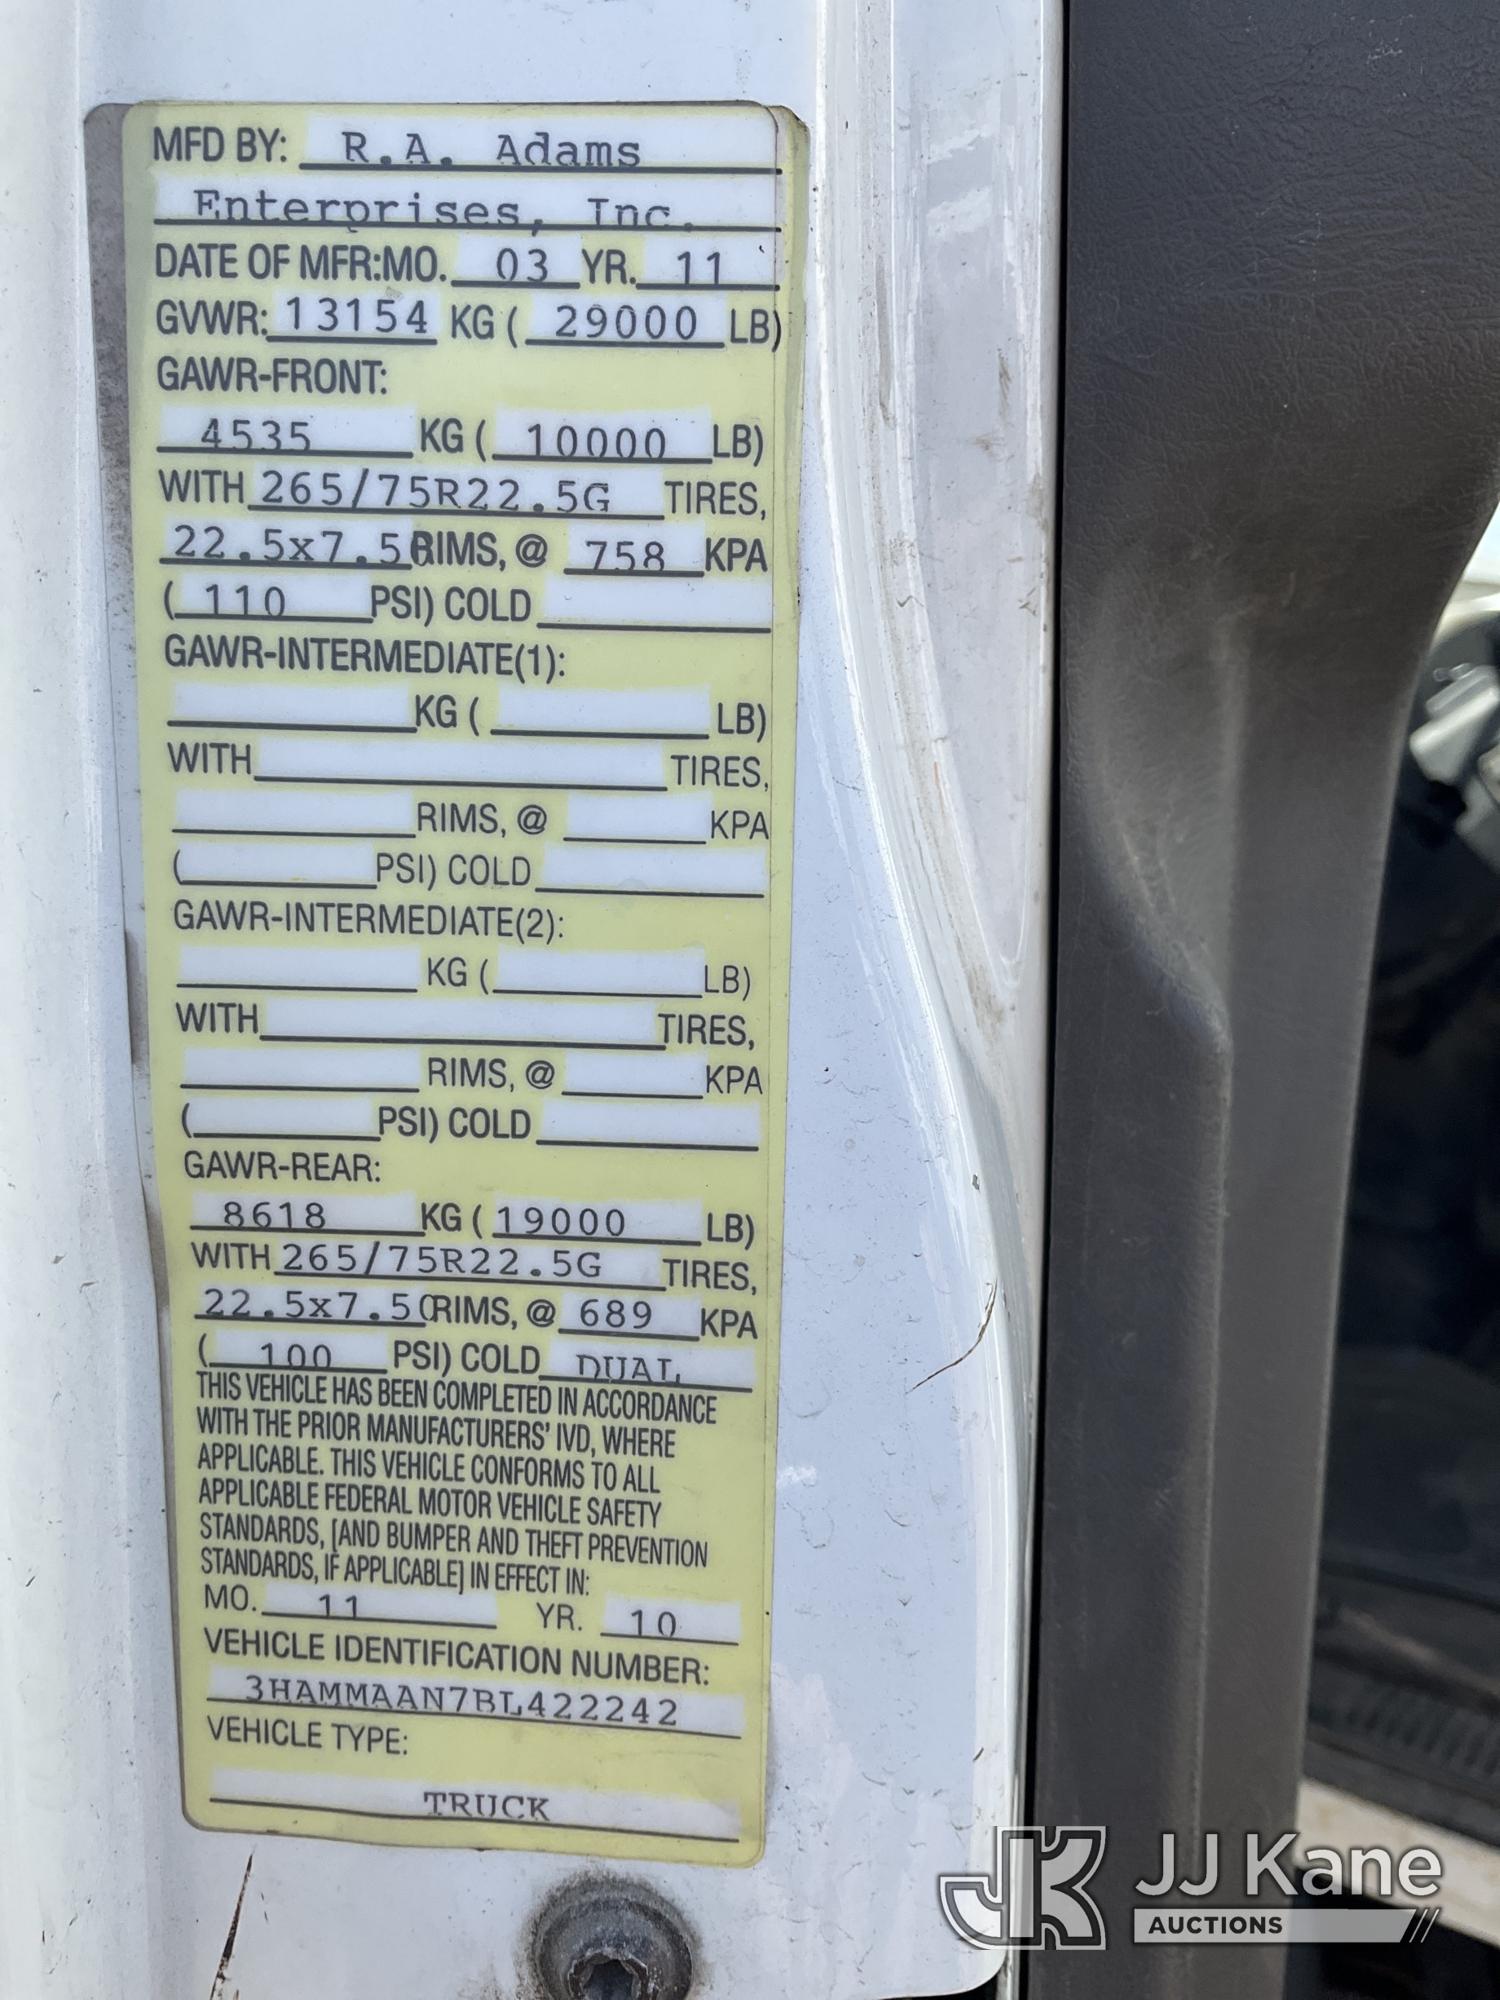 MFD BY: R.A. Adams
Enterprises, Inc.
DATE OF MFR:MO. 03 YR. 11
GVWR: 13154 KG ( 29000 LB)
GAWR-FRONT:
4535 KG ( 10000 LB)
WITH 265/75R22.5G TIRES,
22.5x7.50 RIMS, @ 758 KPA
( 110 PSI) COLD
GAWR-INTERMEDIATE(1):
KG ( LB)
WITH TIRES,
RIMS, @ KPA
( PSI) COLD
GAWR-INTERMEDIATE(2):
KG ( LB)
WITH TIRES,
RIMS, @ KPA
( PSI) COLD
GAWR-REAR:
8618 KG ( 19000 LB)
WITH 265/75R22.5G TIRES,
22.5x7.50 RIMS, @ 689 KPA
( 100 PSI) COLD DUAL
THIS VEHICLE HAS BEEN COMPLETED IN ACCORDANCE
WITH THE PRIOR MANUFACTURERS' IVD, WHERE
APPLICABLE. THIS VEHICLE CONFORMS TO ALL
APPLICABLE FEDERAL MOTOR VEHICLE SAFETY
STANDARDS, [AND BUMPER AND THEFT PREVENTION
STANDARDS, IF APPLICABLE] IN EFFECT IN:
MO. 11 YR. 10
VEHICLE IDENTIFICATION NUMBER:
3HAMMAAN7BL422242
VEHICLE TYPE:
TRUCK
JK JJ Kane
AUCTIONS